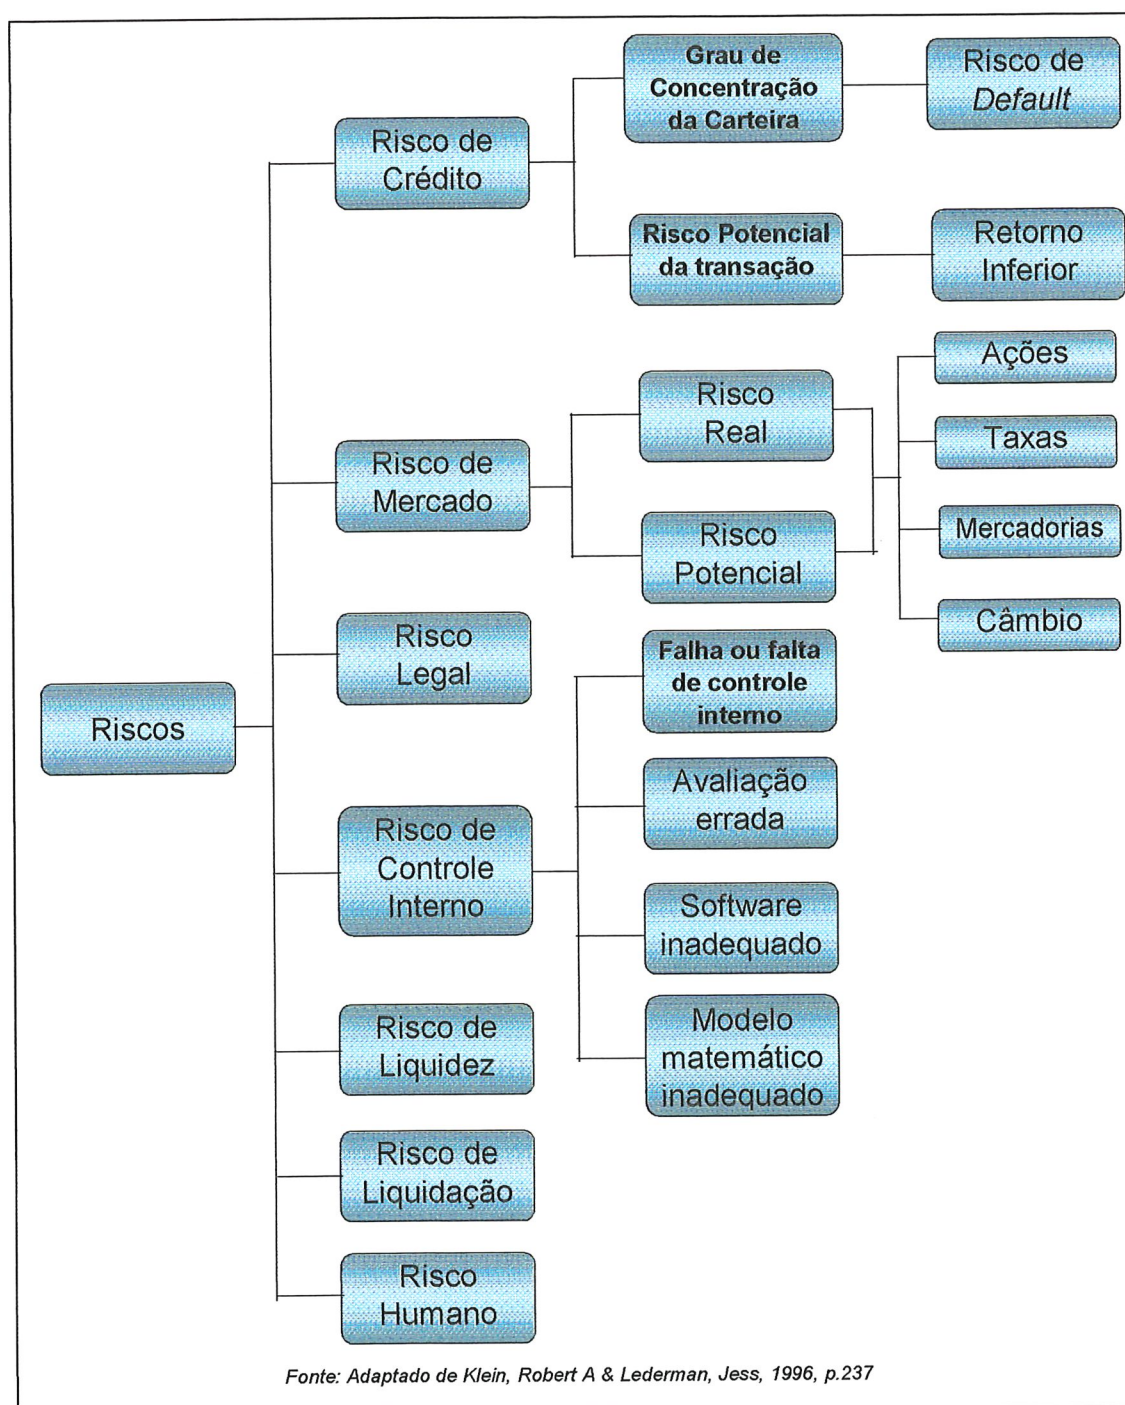 Riscos
Risco de
Crédito
Grau de
Concentração
da Carteira
Risco de
Default
Risco Potencial
da transação
Retorno
Inferior
Risco de
Mercado
Risco
Real
Risco
Potencial
Ações
Taxas
Mercadorias
Câmbio
Risco
Legal
Risco de
Controle
Interno
Falha ou falta
de controle
interno
Avaliação
errada
Software
inadequado
Modelo
matemático
inadequado
Risco de
Liquidez
Risco de
Liquidação
Risco
Humano
Fonte: Adaptado de Klein, Robert A & Lederman, Jess, 1996, p.237